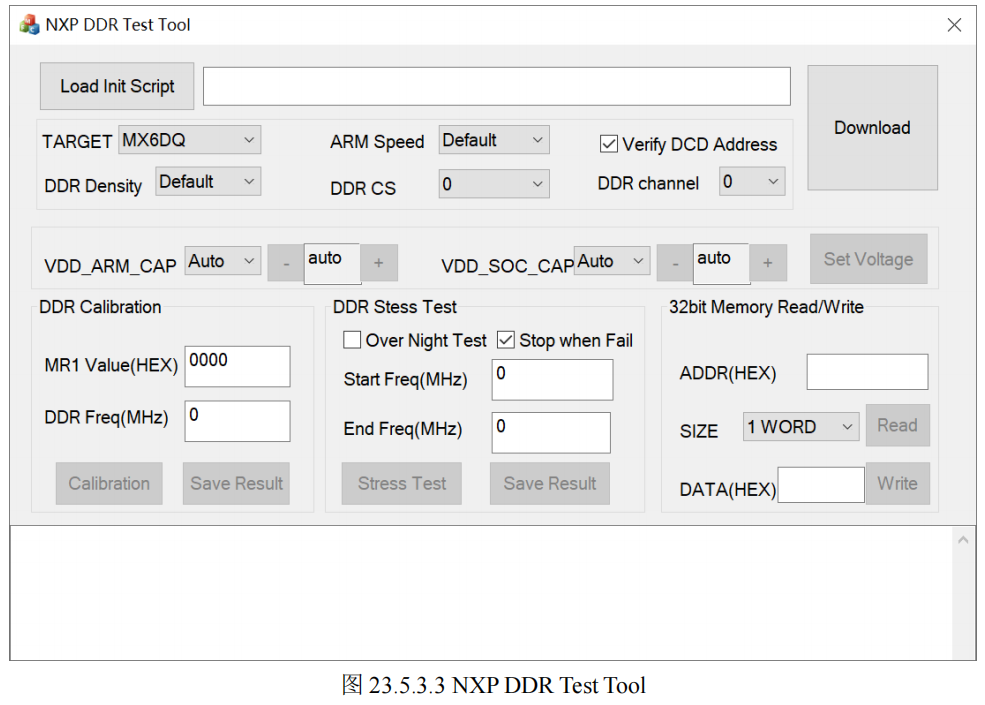 NXP DDR Test Tool
Load Init Script
Download
TARGET MX6DQ ARM Speed Default Verify DCD Address
DDR Density Default DDR CS 0 DDR channel 0
VDD_ARM_CAP Auto - auto + VDD_SOC_CAP Auto - auto + Set Voltage
DDR Calibration
MR1 Value(HEX) 0000
DDR Freq(MHz) 0
Calibration Save Result
DDR Stess Test
Over Night Test Stop when Fail
Start Freq(MHz) 0
End Freq(MHz) 0
Stress Test Save Result
32bit Memory Read/Write
ADDR(HEX)
SIZE 1 WORD Read
DATA(HEX) Write
图 23.5.3.3 NXP DDR Test Tool